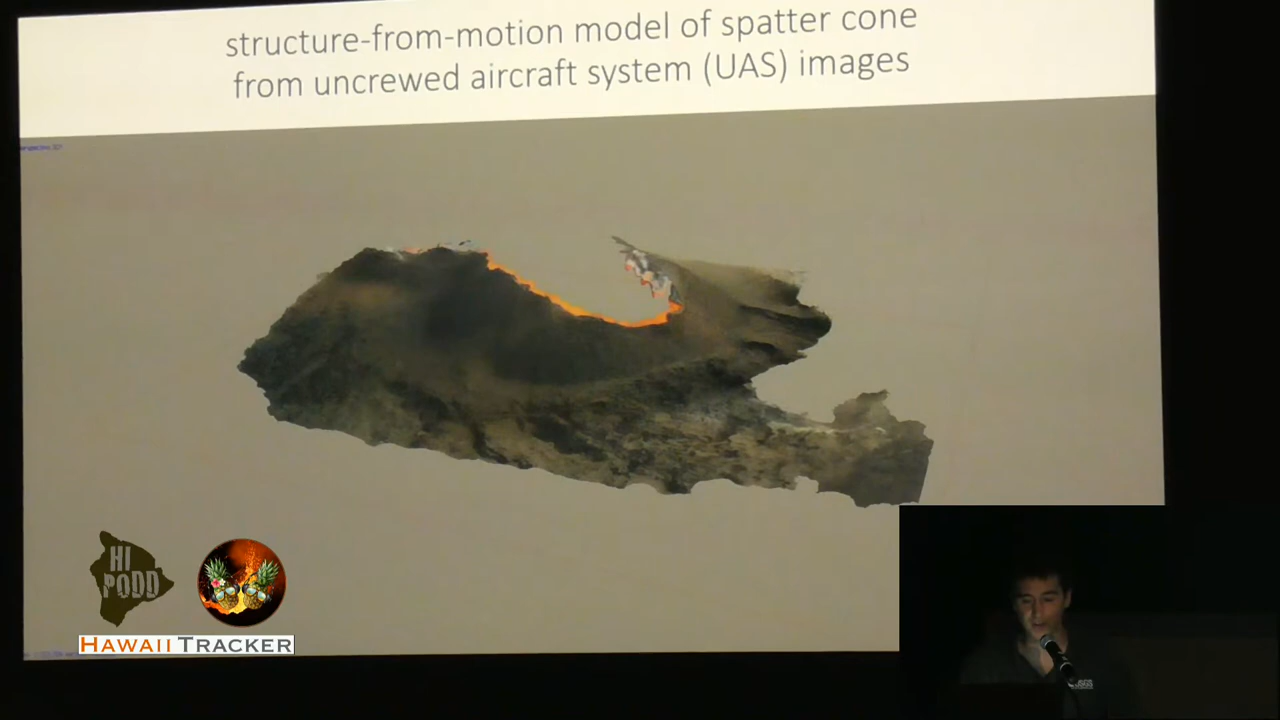 structure-from-motion model of spatter cone
from uncrewed aircraft system (UAS) images
HI
PODD
HAWAII TRACKER